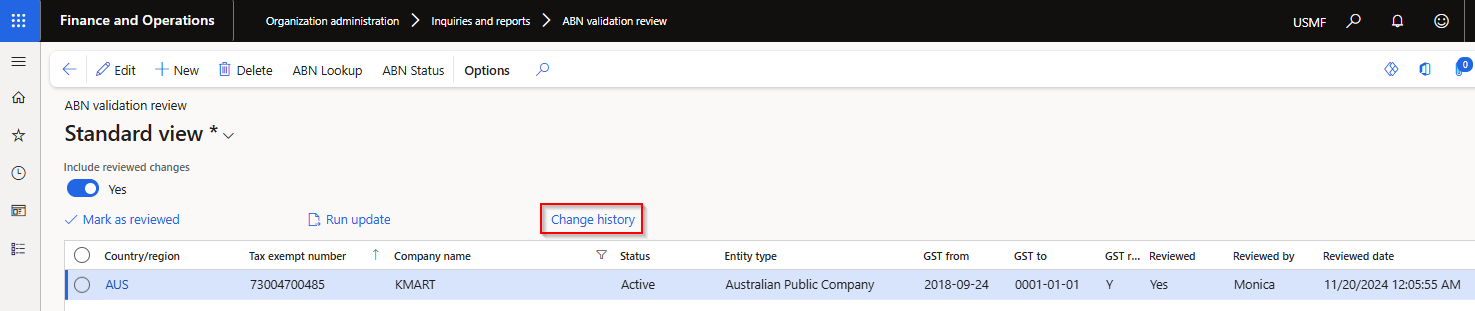 Finance and Operations Organization administration Inquiries and reports ABN validation review USMF
Edit New Delete ABN Lookup ABN Status Options 0
ABN validation review
Standard view *
Include reviewed changes
Yes
Mark as reviewed Run update Change history
Country/region Tax exempt number Company name Status Entity type GST from GST to GST r... Reviewed Reviewed by Reviewed date
AUS 73004700485 KMART Active Australian Public Company 2018-09-24 0001-01-01 Y Yes Monica 11/20/2024 12:05:55 AM